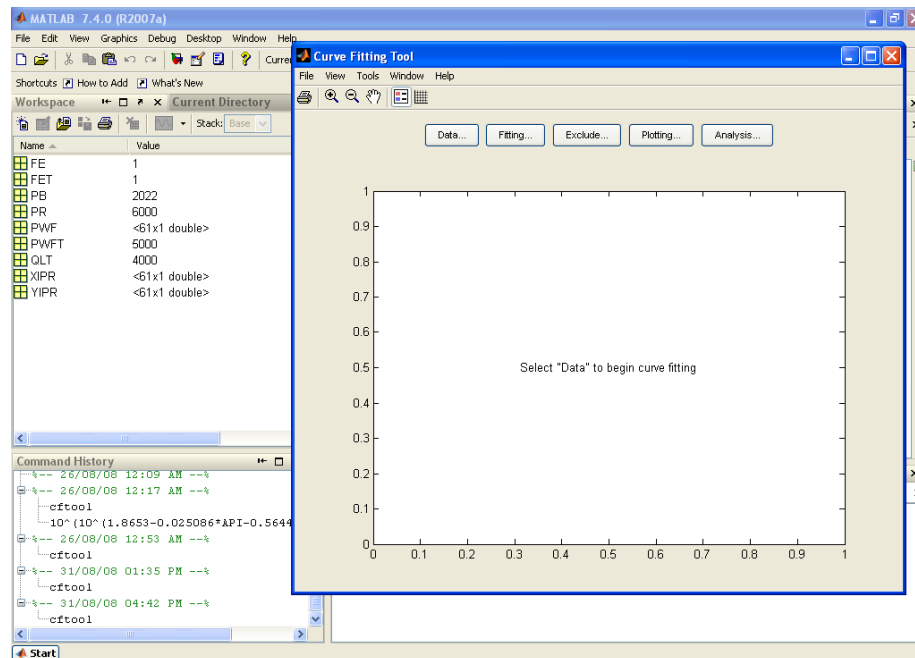 MATLAB 7.4.0 (R2007a)
File Edit View Graphics Debug Desktop Window Help
Shortcuts How to Add What's New
Workspace Current Directory
Stack: Base
Name Value
FE 1
FET 1
PB 2022
PR 6000
PWF <61x1 double>
PWFT 5000
QLT 4000
XIPR <61x1 double>
YIPR <61x1 double>
Command History
%-- 26/08/08 12:09 AM --%
%-- 26/08/08 12:17 AM --%
cftool
10^(10^(1.8653-0.025086*API-0.5644
%-- 26/08/08 12:53 AM --%
cftool
%-- 31/08/08 01:35 PM --%
cftool
%-- 31/08/08 04:42 PM --%
cftool
Start
Curve Fitting Tool
File View Tools Window Help
Data... Fitting... Exclude... Plotting... Analysis...
1
0.9
0.8
0.7
0.6
0.5
Select "Data" to begin curve fitting
0.4
0.3
0.2
0.1
0
0 0.1 0.2 0.3 0.4 0.5 0.6 0.7 0.8 0.9 1